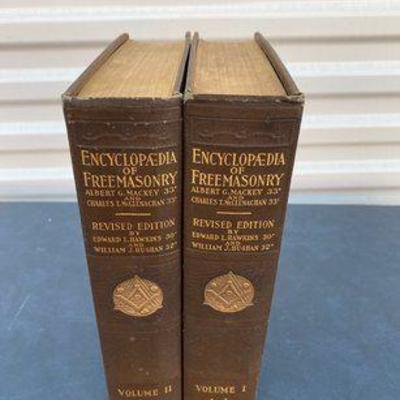 ENCYCLOPÆDIA
OF
FREEMASONRY
ALBERT G. MACKEY 33°
AND
CHARLES T. McCLENACHAN 33°
REVISED EDITION
BY
EDWARD L. HAWKINS 30°
AND
WILLIAM J. HUGHAN 32°
VOLUME II
ENCYCLOPÆDIA
OF
FREEMASONRY
ALBERT G. MACKEY 33°
AND
CHARLES T. McCLENACHAN 33°
REVISED EDITION
BY
EDWARD L. HAWKINS 30°
AND
WILLIAM J. HUGHAN 32°
VOLUME I